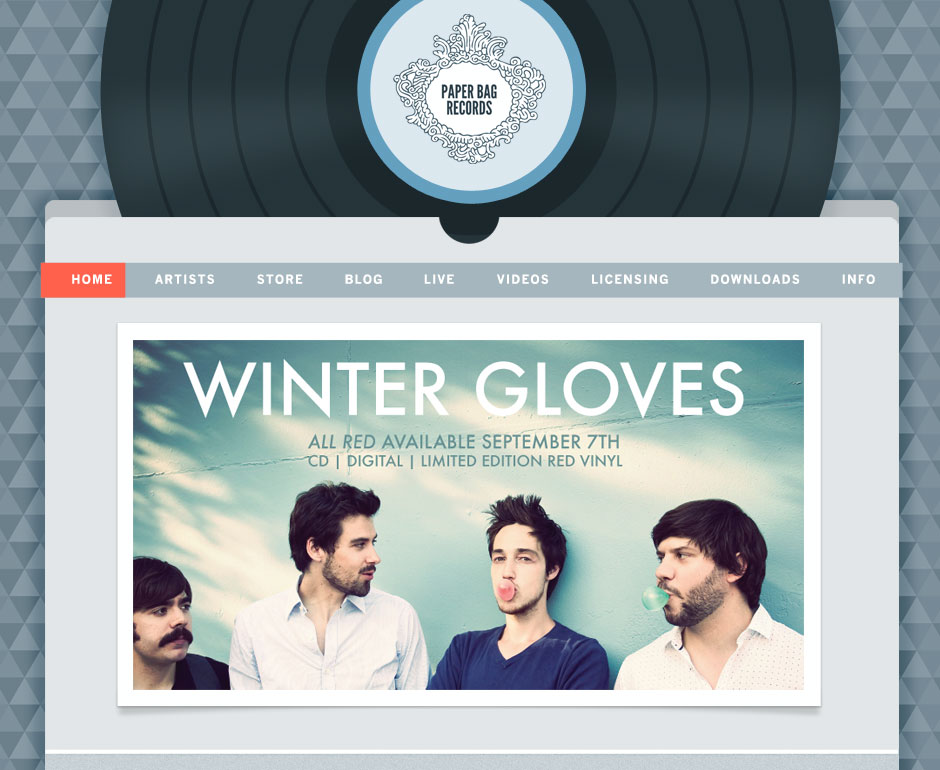 PAPER BAG
RECORDS
HOME ARTISTS STORE BLOG LIVE VIDEOS LICENSING DOWNLOADS INFO
WINTER GLOVES
ALL RED AVAILABLE SEPTEMBER 7TH
CD | DIGITAL | LIMITED EDITION RED VINYL